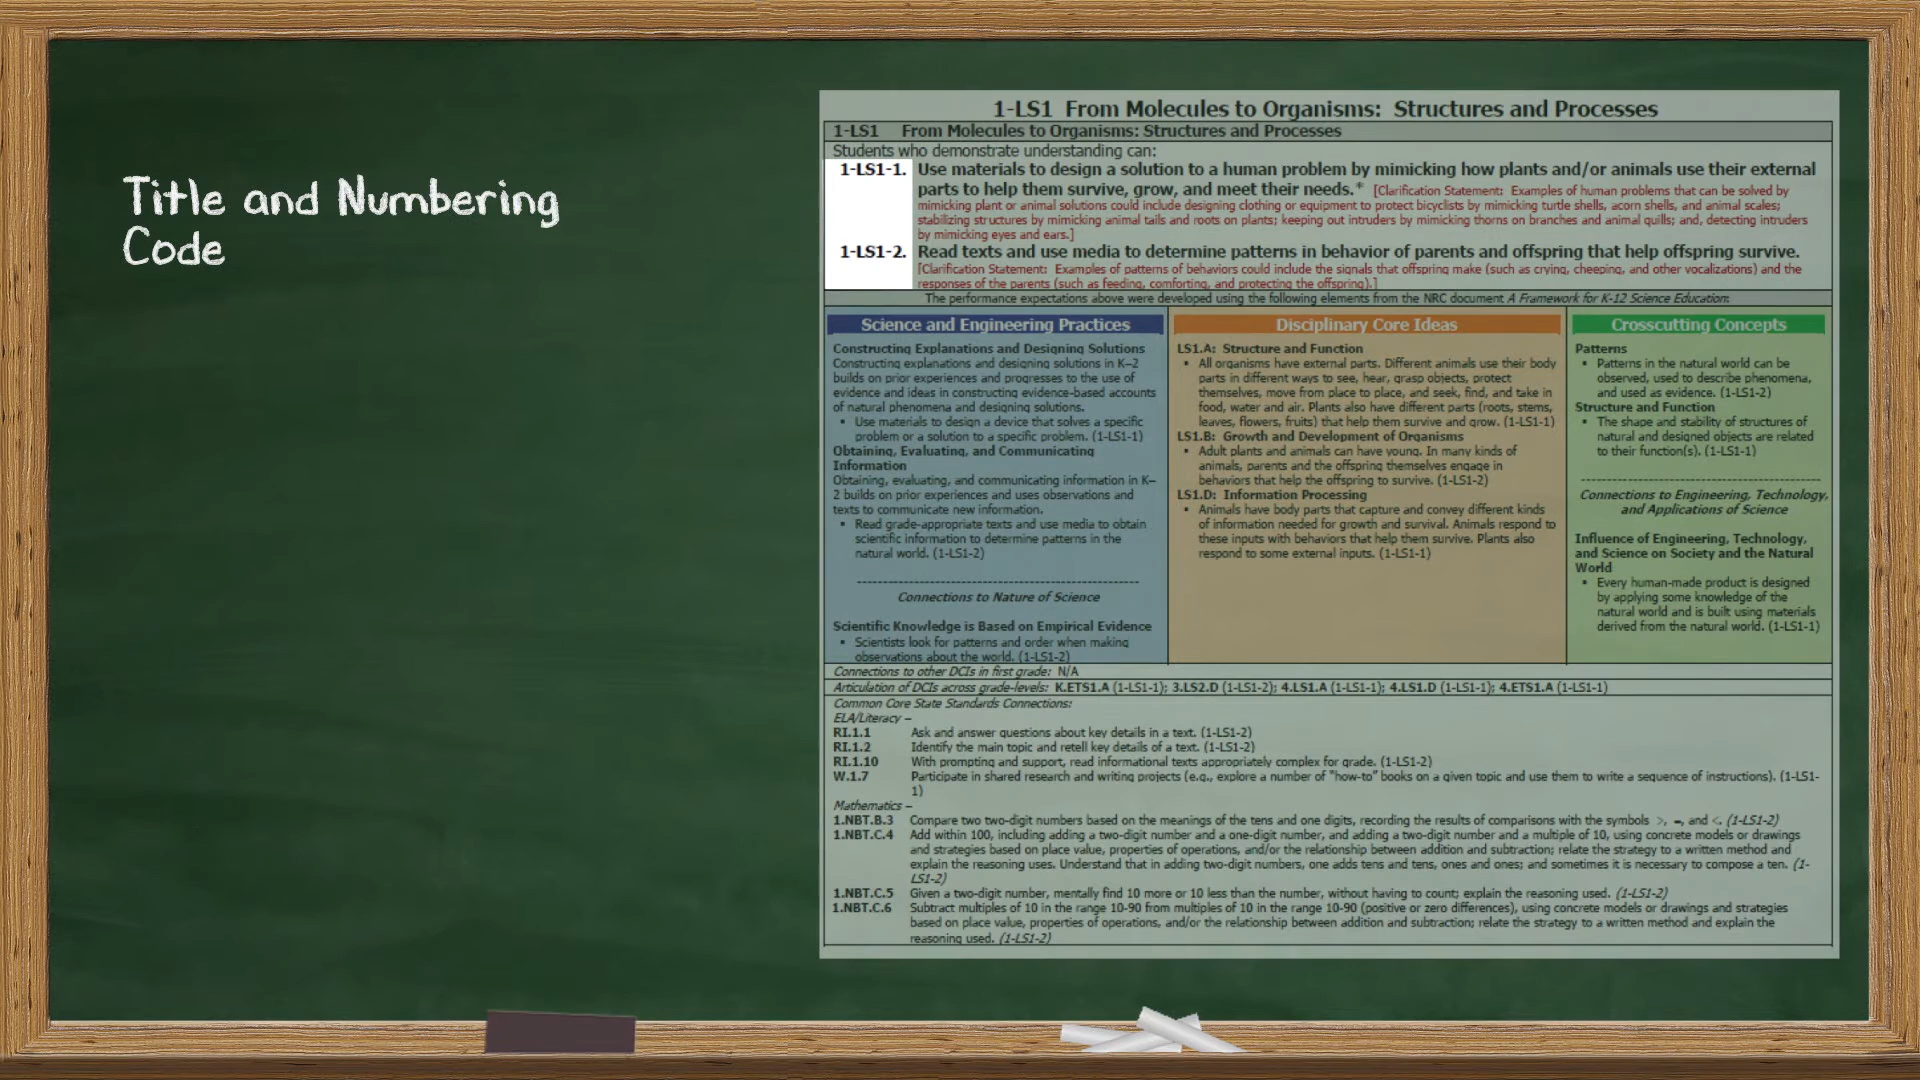 Title and Numbering
Code
1-LS1 From Molecules to Organisms: Structures and Processes
1-LS1 From Molecules to Organisms: Structures and Processes
Students who demonstrate understanding can:
1-LS1-1. Use materials to design a solution to a human problem by mimicking how plants and/or animals use their external
parts to help them survive, grow, and meet their needs.* [Clarification Statement: Examples of human problems that can be solved by
mimicking plant or animal solutions could include designing clothing or equipment to protect bicyclists by mimicking turtle shells, acorn shells, and animal scales;
stabilizing structures by mimicking animal tails and roots on plants; keeping out intruders by mimicking thorns on branches and animal quills; and, detecting intruders
by mimicking eyes and ears.]
1-LS1-2. Read texts and use media to determine patterns in behavior of parents and offspring that help offspring survive.
[Clarification Statement: Examples of patterns of behaviors could include the signals that offspring make (such as crying, cheeping, and other vocalizations) and the
responses of the parents (such as feeding, comforting, and protecting the offspring).]
The performance expectations above were developed using the following elements from the NRC document A Framework for K-12 Science Education:
Science and Engineering Practices
Constructing Explanations and Designing Solutions
Constructing explanations and designing solutions in K–2
builds on prior experiences and progresses to the use of
evidence and ideas in constructing evidence-based accounts
of natural phenomena and designing solutions.
▪ Use materials to design a device that solves a specific
problem or a solution to a specific problem. (1-LS1-1)
Obtaining, Evaluating, and Communicating
Information
Obtaining, evaluating, and communicating information in K–
2 builds on prior experiences and uses observations and
texts to communicate new information.
▪ Read grade-appropriate texts and use media to obtain
scientific information to determine patterns in the
natural world. (1-LS1-2)
Connections to Nature of Science
Scientific Knowledge is Based on Empirical Evidence
▪ Scientists look for patterns and order when making
observations about the world. (1-LS1-2)
Disciplinary Core Ideas
LS1.A: Structure and Function
▪ All organisms have external parts. Different animals use their body
parts in different ways to see, hear, grasp objects, protect
themselves, move from place to place, and seek, find, and take in
food, water and air. Plants also have different parts (roots, stems,
leaves, flowers, fruits) that help them survive and grow. (1-LS1-1)
LS1.B: Growth and Development of Organisms
▪ Adult plants and animals can have young. In many kinds of
animals, parents and the offspring themselves engage in
behaviors that help the offspring to survive. (1-LS1-2)
LS1.D: Information Processing
▪ Animals have body parts that capture and convey different kinds
of information needed for growth and survival. Animals respond to
these inputs with behaviors that help them survive. Plants also
respond to some external inputs. (1-LS1-1)
Crosscutting Concepts
Patterns
▪ Patterns in the natural world can be
observed, used to describe phenomena,
and used as evidence. (1-LS1-2)
Structure and Function
▪ The shape and stability of structures of
natural and designed objects are related
to their function(s). (1-LS1-1)
Connections to Engineering, Technology,
and Applications of Science
Influence of Engineering, Technology,
and Science on Society and the Natural
World
▪ Every human-made product is designed
by applying some knowledge of the
natural world and is built using materials
derived from the natural world. (1-LS1-1)
Connections to other DCIs in first grade: N/A
Articulation of DCIs across grade-levels: K.ETS1.A (1-LS1-1); 3.LS2.D (1-LS1-2); 4.LS1.A (1-LS1-1); 4.LS1.D (1-LS1-1); 4.ETS1.A (1-LS1-1)
Common Core State Standards Connections:
ELA/Literacy –
RI.1.1 Ask and answer questions about key details in a text. (1-LS1-2)
RI.1.2 Identify the main topic and retell key details of a text. (1-LS1-2)
RI.1.10 With prompting and support, read informational texts appropriately complex for grade. (1-LS1-2)
W.1.7 Participate in shared research and writing projects (e.g., explore a number of "how-to" books on a given topic and use them to write a sequence of instructions). (1-LS1-
1)
Mathematics –
1.NBT.B.3 Compare two two-digit numbers based on the meanings of the tens and one digits, recording the results of comparisons with the symbols >, =, and <. (1-LS1-2)
1.NBT.C.4 Add within 100, including adding a two-digit number and a one-digit number, and adding a two-digit number and a multiple of 10, using concrete models or drawings
and strategies based on place value, properties of operations, and/or the relationship between addition and subtraction; relate the strategy to a written method and
explain the reasoning uses. Understand that in adding two-digit numbers, one adds tens and tens, ones and ones; and sometimes it is necessary to compose a ten. (1-
LS1-2)
1.NBT.C.5 Given a two-digit number, mentally find 10 more or 10 less than the number, without having to count; explain the reasoning used. (1-LS1-2)
1.NBT.C.6 Subtract multiples of 10 in the range 10-90 from multiples of 10 in the range 10-90 (positive or zero differences), using concrete models or drawings and strategies
based on place value, properties of operations, and/or the relationship between addition and subtraction; relate the strategy to a written method and explain the
reasoning used. (1-LS1-2)